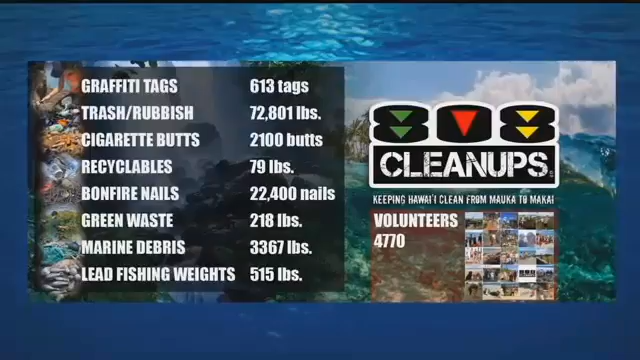 GRAFFITI TAGS 613 tags
TRASH/RUBBISH 72,801 lbs.
CIGARETTE BUTTS 2100 butts
RECYCLABLES 79 lbs.
BONFIRE NAILS 22,400 nails
GREEN WASTE 218 lbs.
MARINE DEBRIS 3367 lbs.
LEAD FISHING WEIGHTS 515 lbs.
808
CLEANUPS
KEEPING HAWAI'I CLEAN FROM MAUKA TO MAKAI
VOLUNTEERS
4770